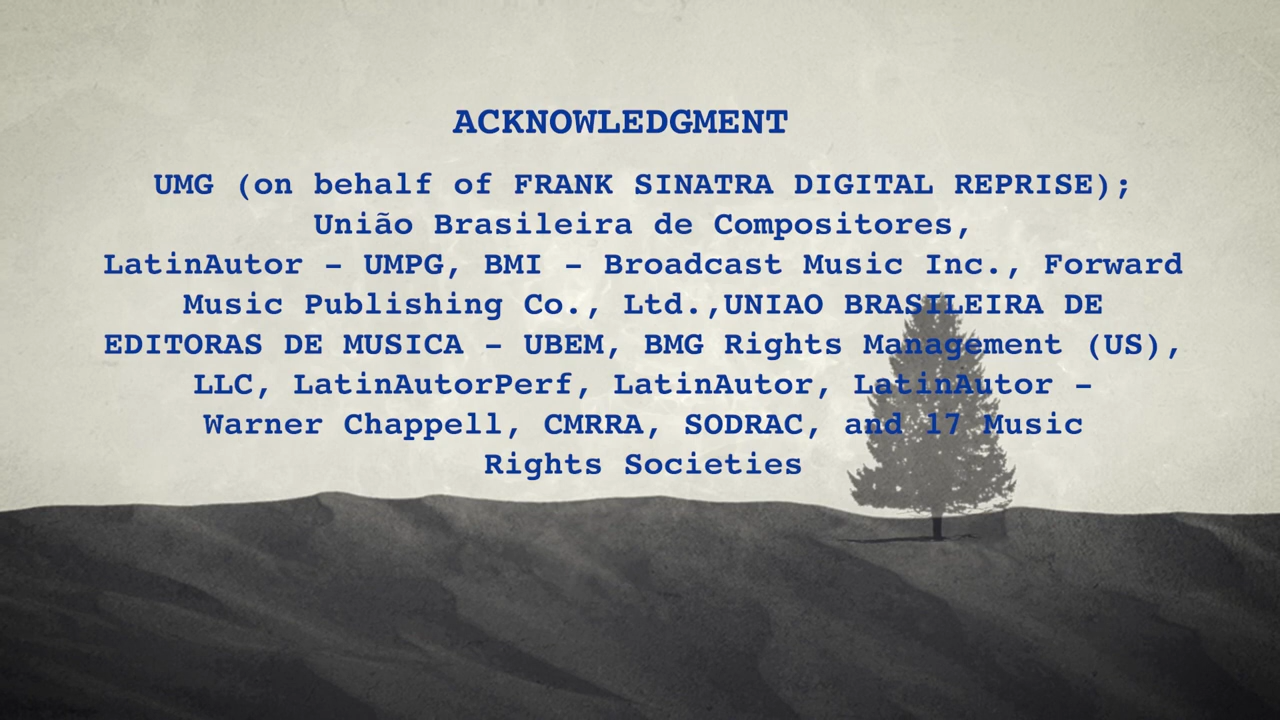 ACKNOWLEDGMENT
UMG (on behalf of FRANK SINATRA DIGITAL REPRISE);
União Brasileira de Compositores,
LatinAutor - UMPG, BMI - Broadcast Music Inc., Forward
Music Publishing Co., Ltd.,UNIAO BRASILEIRA DE
EDITORAS DE MUSICA - UBEM, BMG Rights Management (US),
LLC, LatinAutorPerf, LatinAutor, LatinAutor -
Warner Chappell, CMRRA, SODRAC, and 17 Music
Rights Societies